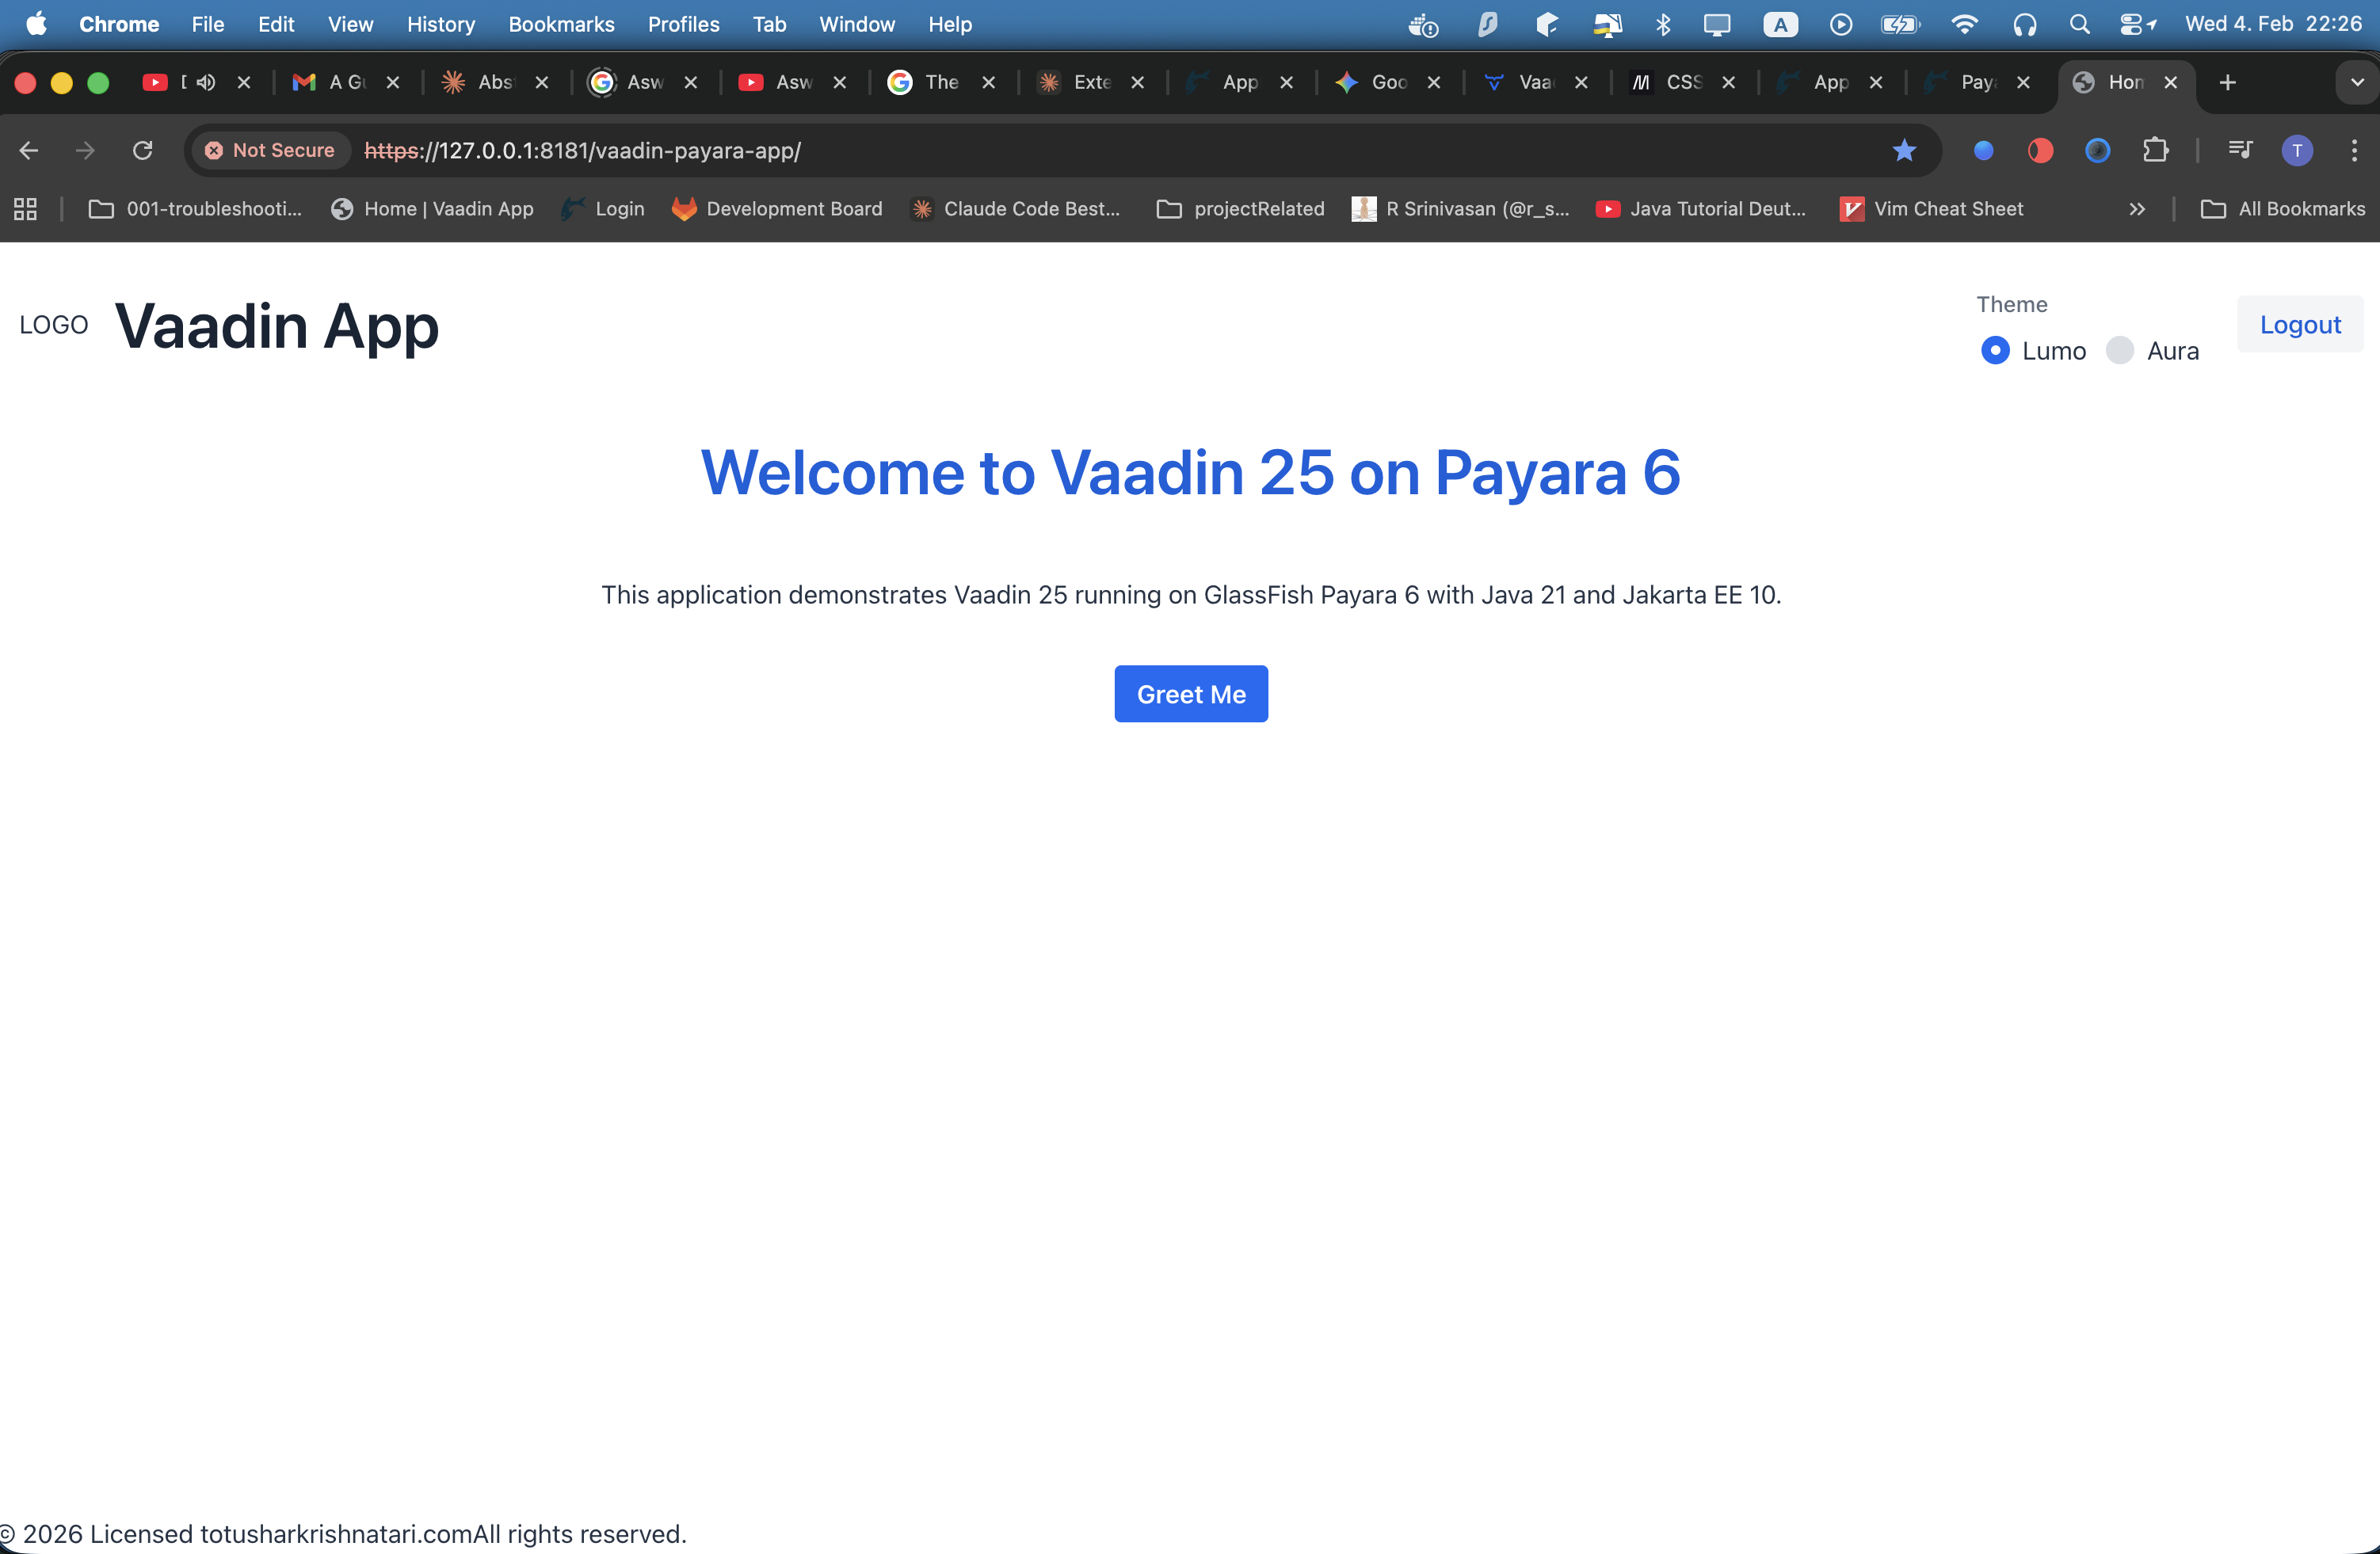 Chrome File Edit View History Bookmarks Profiles Tab Window Help A Wed 4. Feb 22:26
A Abs Asw Asw The Exte App Goo CSS App
Not Secure https://127.0.0.1:8181/vaadin-payara-app/ T
001-troubleshooti... Home | Vaadin App Login Development Board Claude Code Best... projectRelated R Srinivasan (@r_s... Java Tutorial Deut... Vim Cheat Sheet All Bookmarks
LOGO Vaadin App
Theme
Lumo Aura
Logout
Welcome to Vaadin 25 on Payara 6
This application demonstrates Vaadin 25 running on GlassFish Payara 6 with Java 21 and Jakarta EE 10.
Greet Me
© 2026 Licensed totusharkrishnatari.comAll rights reserved.